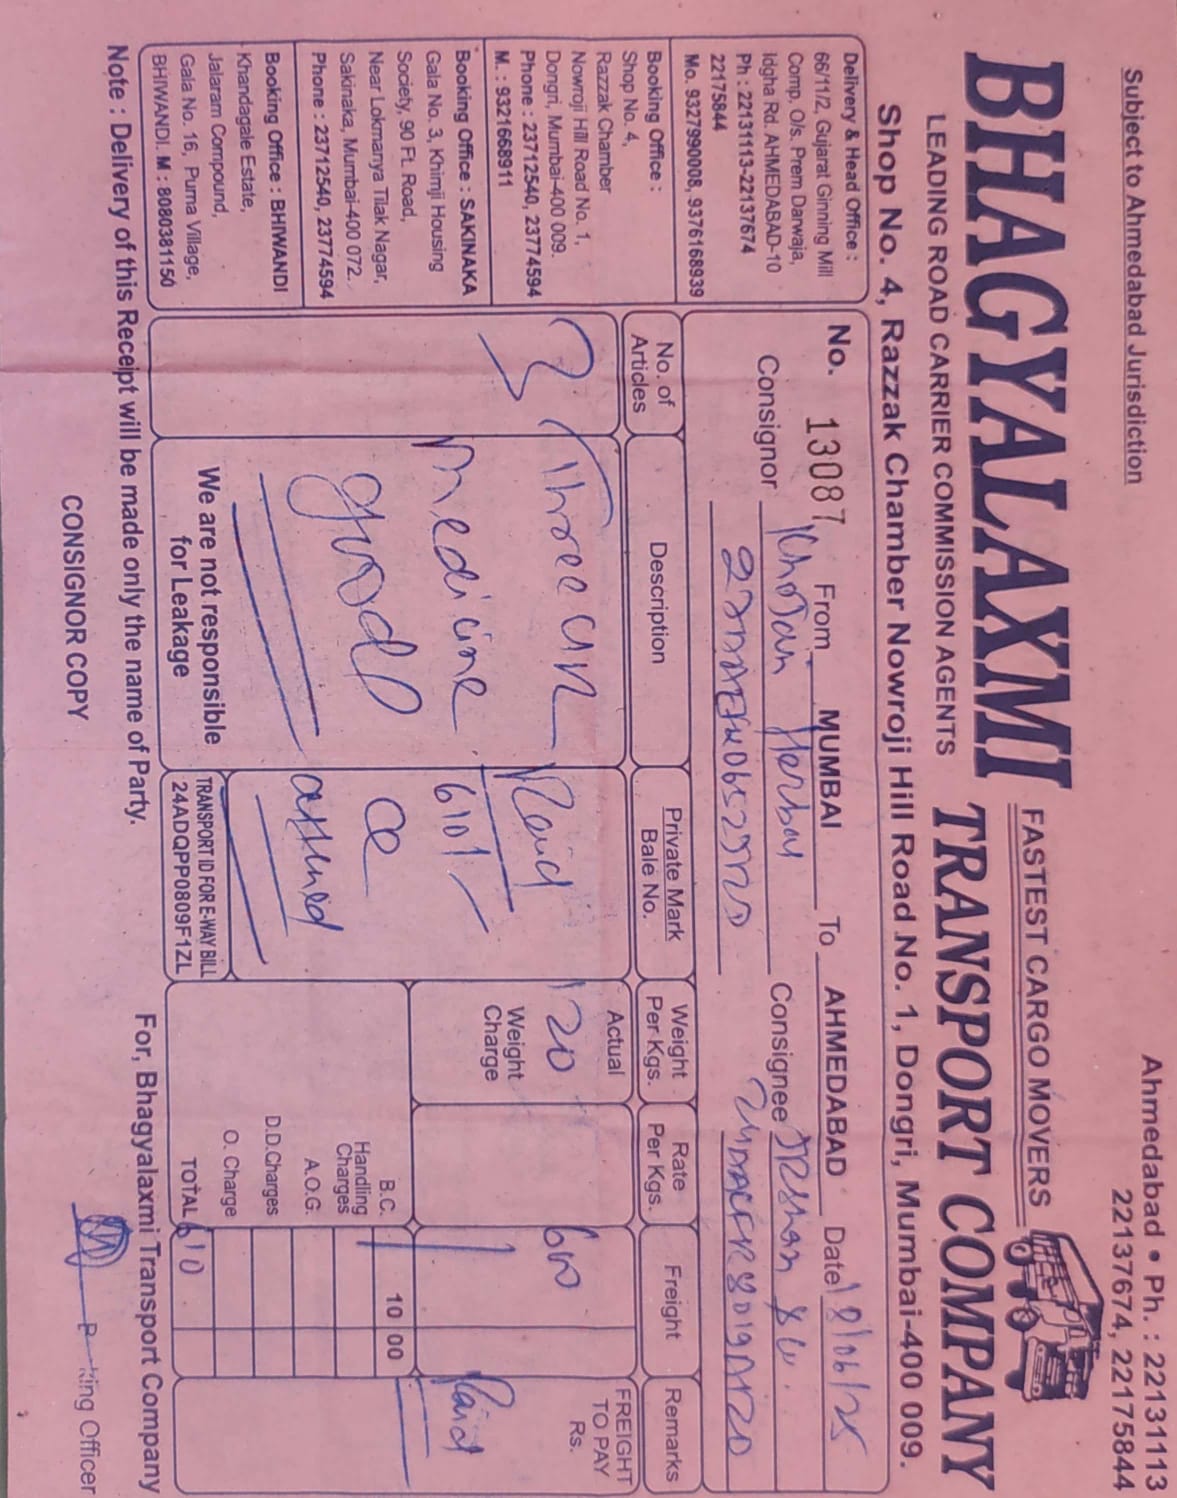 Subject to Ahmedabad Jurisdiction
Ahmedabad • Ph. : 22131113
22137674, 22175844
BHAGYALAXMI TRANSPORT COMPANY
FASTEST CARGO MOVERS
LEADING ROAD CARRIER COMMISSION AGENTS
Shop No. 4, Razzak Chamber Nowroji Hill Road No. 1, Dongri, Mumbai-400 009.
Delivery & Head Office :
66/11/2, Gujarat Ginning Mill
Comp. O/s. Prem Darwaja,
Idgha Rd. AHMEDABAD-10
Ph : 22131113-22137674
22175844
Mo. 9327990008, 9376168939
Booking Office :
Shop No. 4,
Razzak Chamber
Nowroji Hill Road No. 1,
Dongri, Mumbai-400 009.
Phone : 23712540, 23774594
M. : 9321668911
Booking Office : SAKINAKA
Gala No. 3, Khimji Housing
Society, 90 Ft. Road,
Near Lokmanya Tilak Nagar,
Sakinaka, Mumbai-400 072.
Phone : 23712540, 23774594
Booking Office : BHIWANDI
Khandagale Estate,
Jalaram Compound,
Gala No. 16, Purna Village,
BHIWANDI. M : 8080381150
No. 13087 From MUMBAI To AHMEDABAD Date 18/06/25
Consignor Consignee
No. of Articles
Description
Private Mark Bale No.
Weight Per Kgs.
Rate Per Kgs.
Freight
Remarks
3
Medicine
good
Paid
610/-
Actual
120
Weight Charge
600
FREIGHT TO PAY Rs.
Paid
B.C. 10 00
Handling Charges
A.O.G.
D.D.Charges
O. Charge
TOTAL 610
We are not responsible
for Leakage
TRANSPORT ID FOR E-WAY BILL
24ADQPP0809F1ZL
Note : Delivery of this Receipt will be made only the name of Party.
For, Bhagyalaxmi Transport Company
CONSIGNOR COPY
king Officer